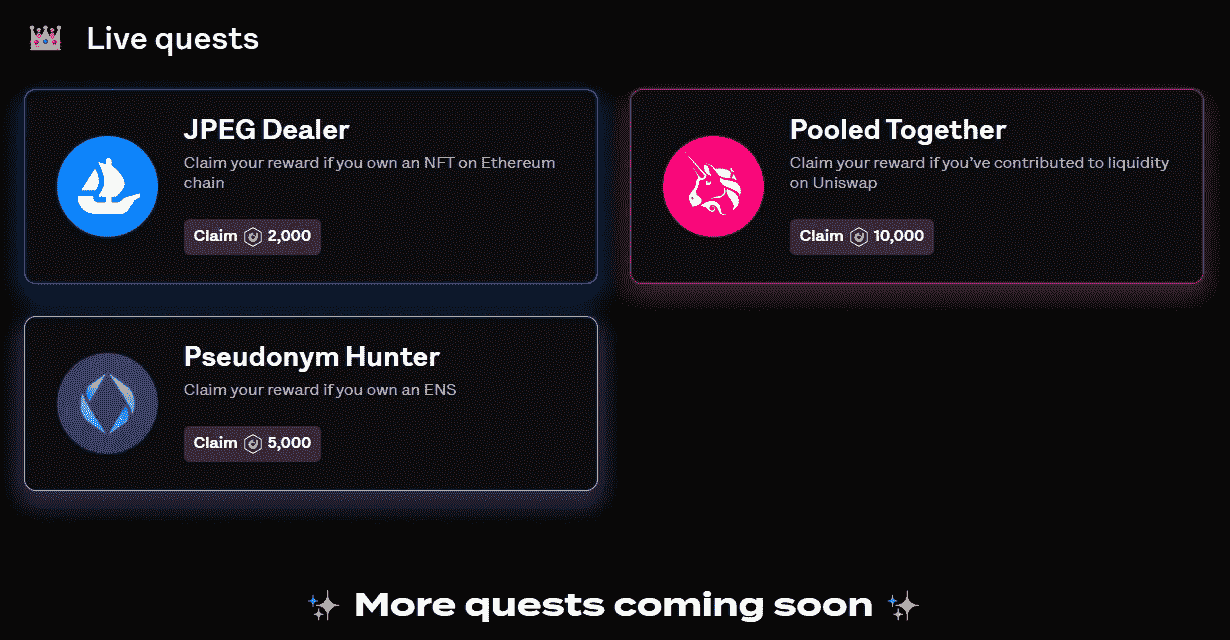 Live quests
JPEG Dealer
Claim your reward if you own an NFT on Ethereum
chain
Claim 2,000
Pooled Together
Claim your reward if you’ve contributed to liquidity
on Uniswap
Claim 10,000
Pseudonym Hunter
Claim your reward if you own an ENS
Claim 5,000
More quests coming soon